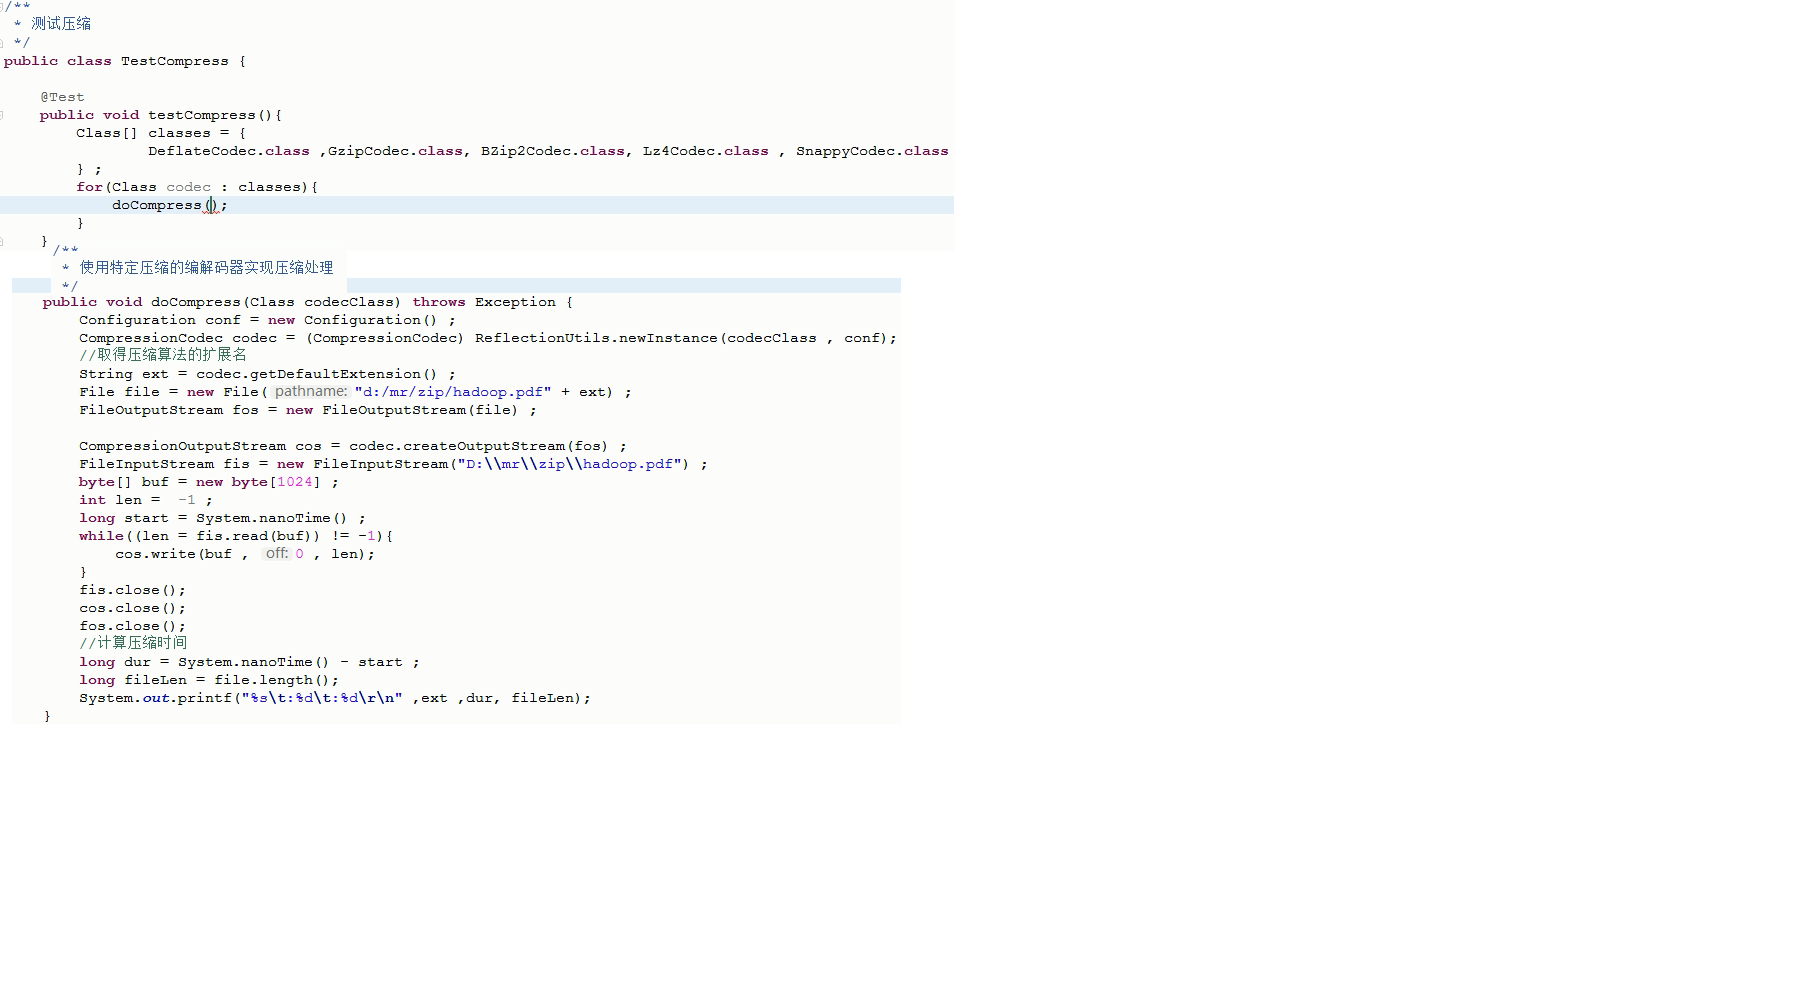 /**
 * 测试压缩
 */
public class TestCompress {
    @Test
    public void testCompress(){
        Class[] classes = {
                DeflateCodec.class ,GzipCodec.class, BZip2Codec.class, Lz4Codec.class , SnappyCodec.class
        } ;
        for(Class codec : classes){
            doCompress();
        }
    }
    /**
     * 使用特定压缩的编解码器实现压缩处理
     */
    public void doCompress(Class codecClass) throws Exception {
        Configuration conf = new Configuration() ;
        CompressionCodec codec = (CompressionCodec) ReflectionUtils.newInstance(codecClass , conf);
        //取得压缩算法的扩展名
        String ext = codec.getDefaultExtension() ;
        File file = new File( pathname: "d:/mr/zip/hadoop.pdf" + ext) ;
        FileOutputStream fos = new FileOutputStream(file) ;
        CompressionOutputStream cos = codec.createOutputStream(fos) ;
        FileInputStream fis = new FileInputStream("D:\\mr\\zip\\hadoop.pdf") ;
        byte[] buf = new byte[1024] ;
        int len =  -1 ;
        long start = System.nanoTime() ;
        while((len = fis.read(buf)) != -1){
            cos.write(buf , off: 0 , len);
        }
        fis.close();
        cos.close();
        fos.close();
        //计算压缩时间
        long dur = System.nanoTime() - start ;
        long fileLen = file.length();
        System.out.printf("%s\t:%d\t:%d\r\n" ,ext ,dur, fileLen);
    }